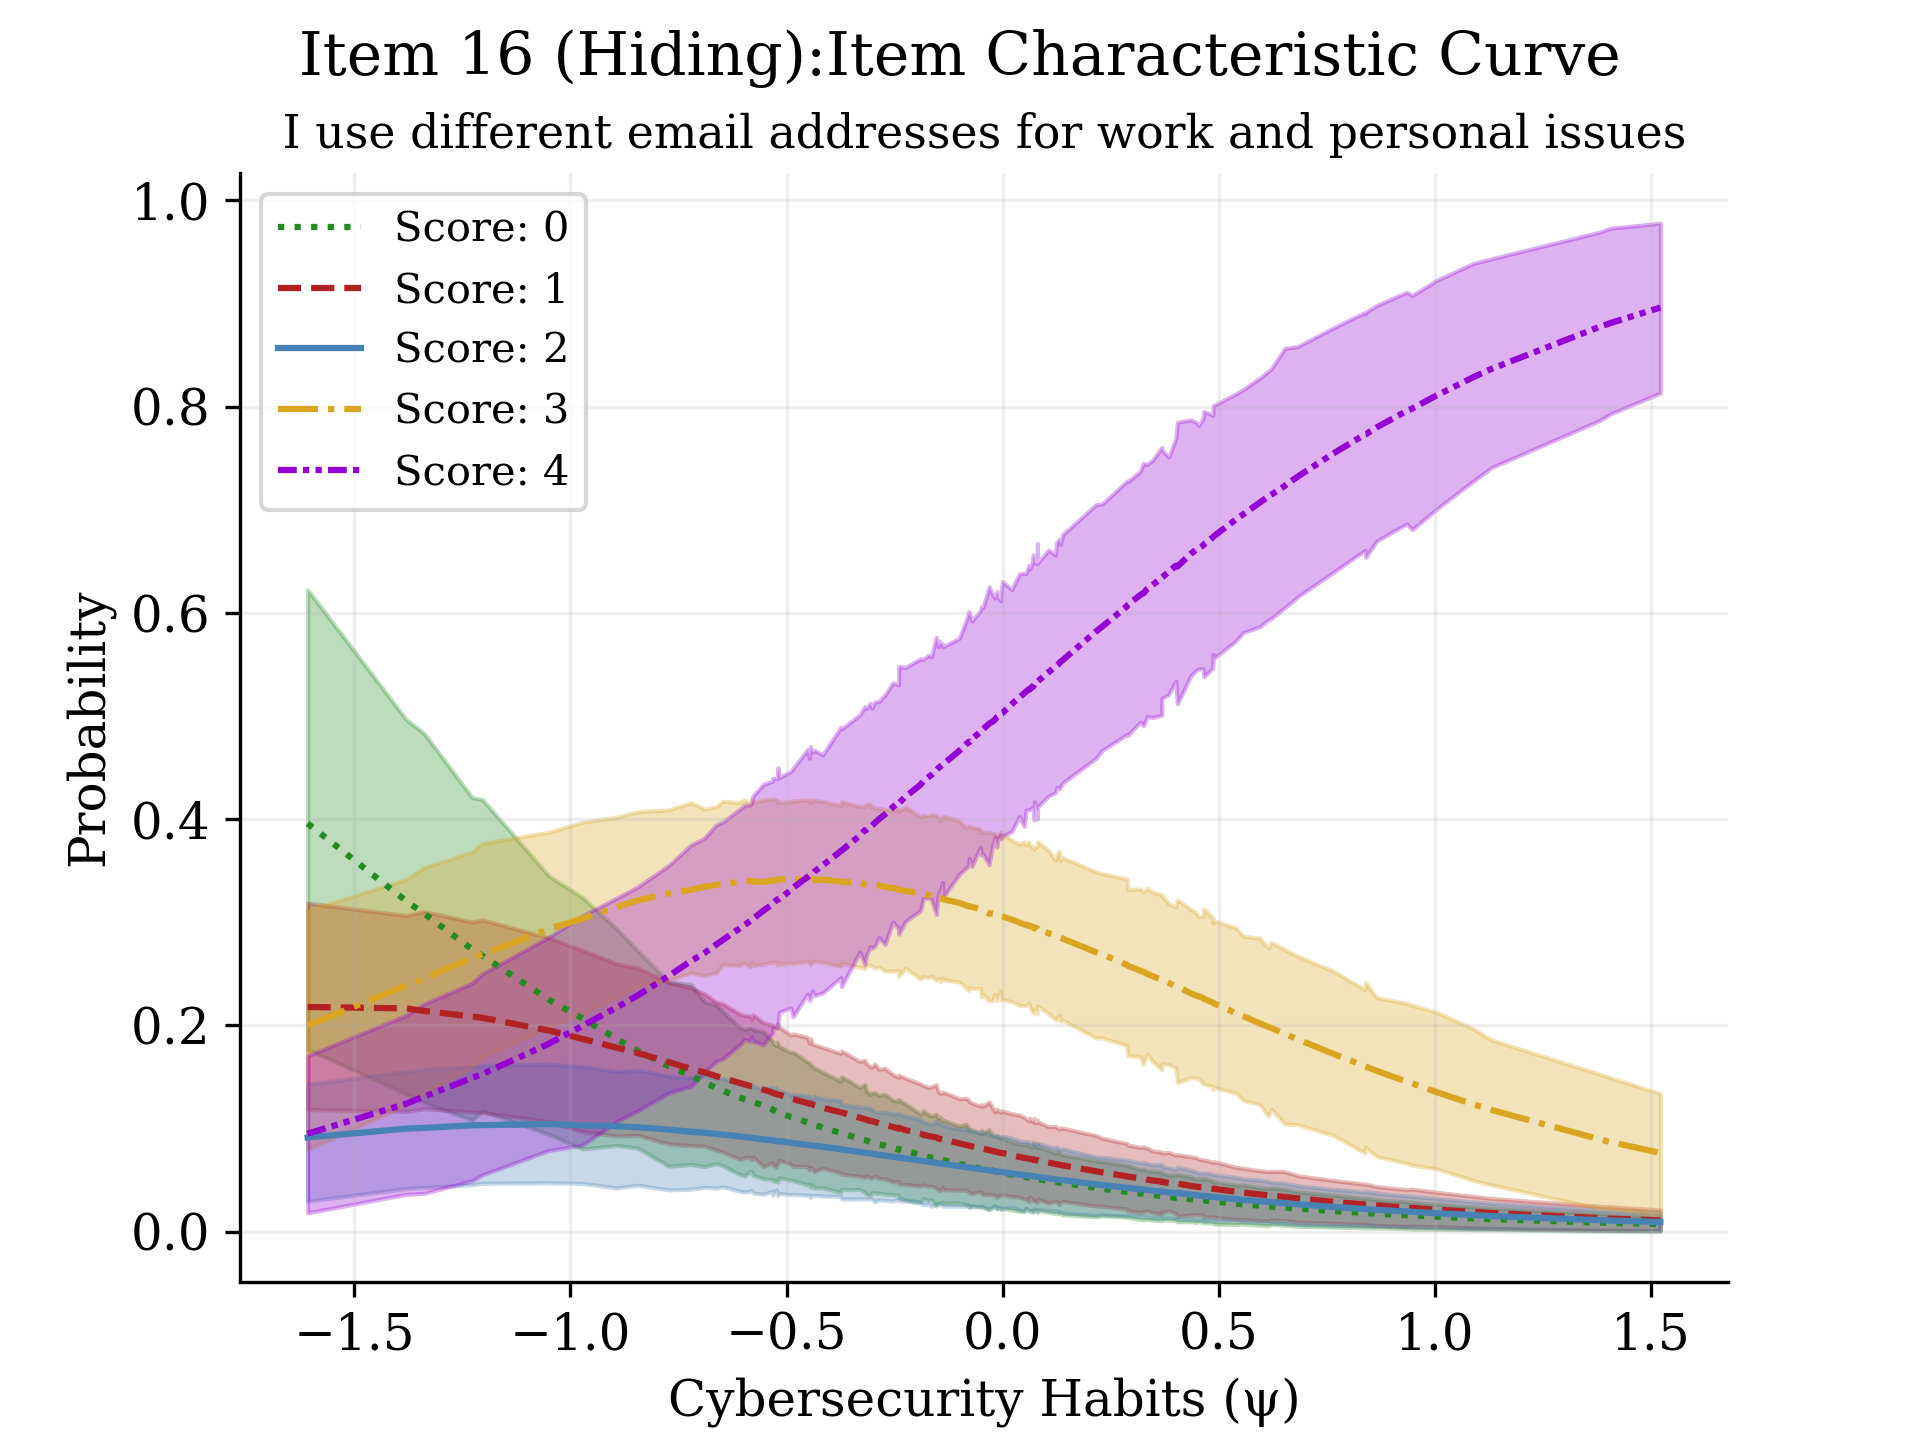 Item 16 (Hiding):Item Characteristic Curve
I use different email addresses for work and personal issues
Score: 0
Score: 1
Score: 2
Score: 3
Score: 4
Probability
1.0
0.8
0.6
0.4
0.2
0.0
−1.5 −1.0 −0.5 0.0 0.5 1.0 1.5
Cybersecurity Habits (ψ)